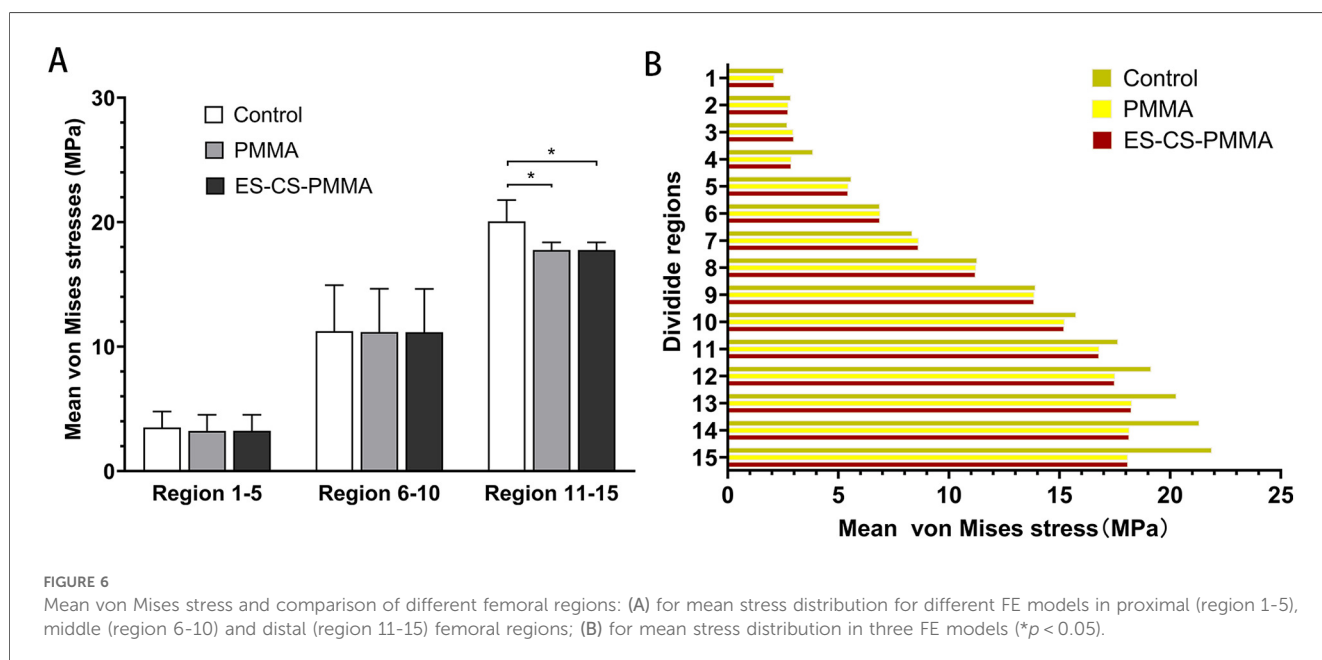 A
30
20
10
0
Mean von Mises stresses (MPa)
Control
PMMA
ES-CS-PMMA
*
*
Region 1-5 Region 6-10 Region 11-15
B
Control
PMMA
ES-CS-PMMA
Divdide regions
1
2
3
4
5
6
7
8
9
10
11
12
13
14
15
0 5 10 15 20 25
Mean von Mises stress(MPa)
FIGURE 6
Mean von Mises stress and comparison of different femoral regions: (A) for mean stress distribution for different FE models in proximal (region 1-5),
middle (region 6-10) and distal (region 11-15) femoral regions; (B) for mean stress distribution in three FE models (*p < 0.05).